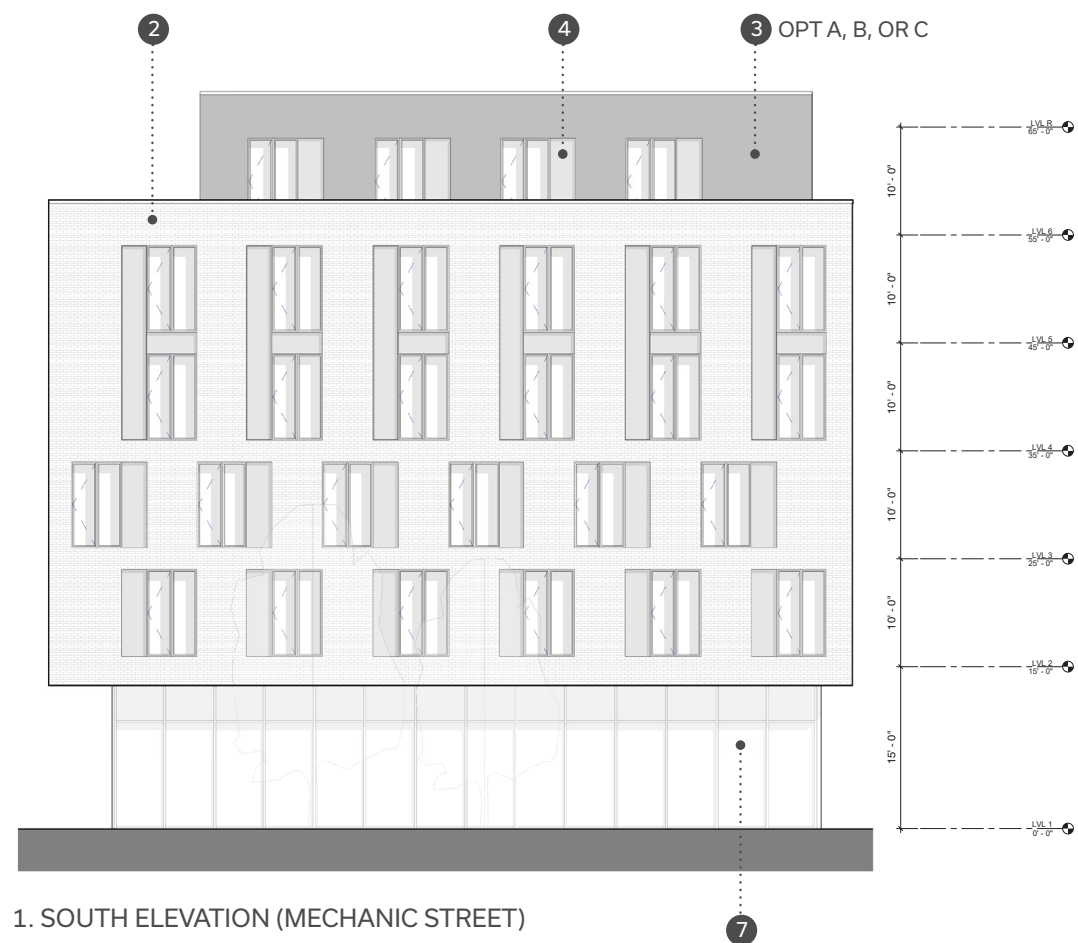 2
4
3 OPT A, B, OR C
LVL R
65' - 0"
10' - 0"
LVL 6
55' - 0"
10' - 0"
LVL 5
45' - 0"
10' - 0"
LVL 4
35' - 0"
10' - 0"
LVL 3
25' - 0"
10' - 0"
LVL 2
15' - 0"
15' - 0"
LVL 1
0' - 0"
1. SOUTH ELEVATION (MECHANIC STREET)
7